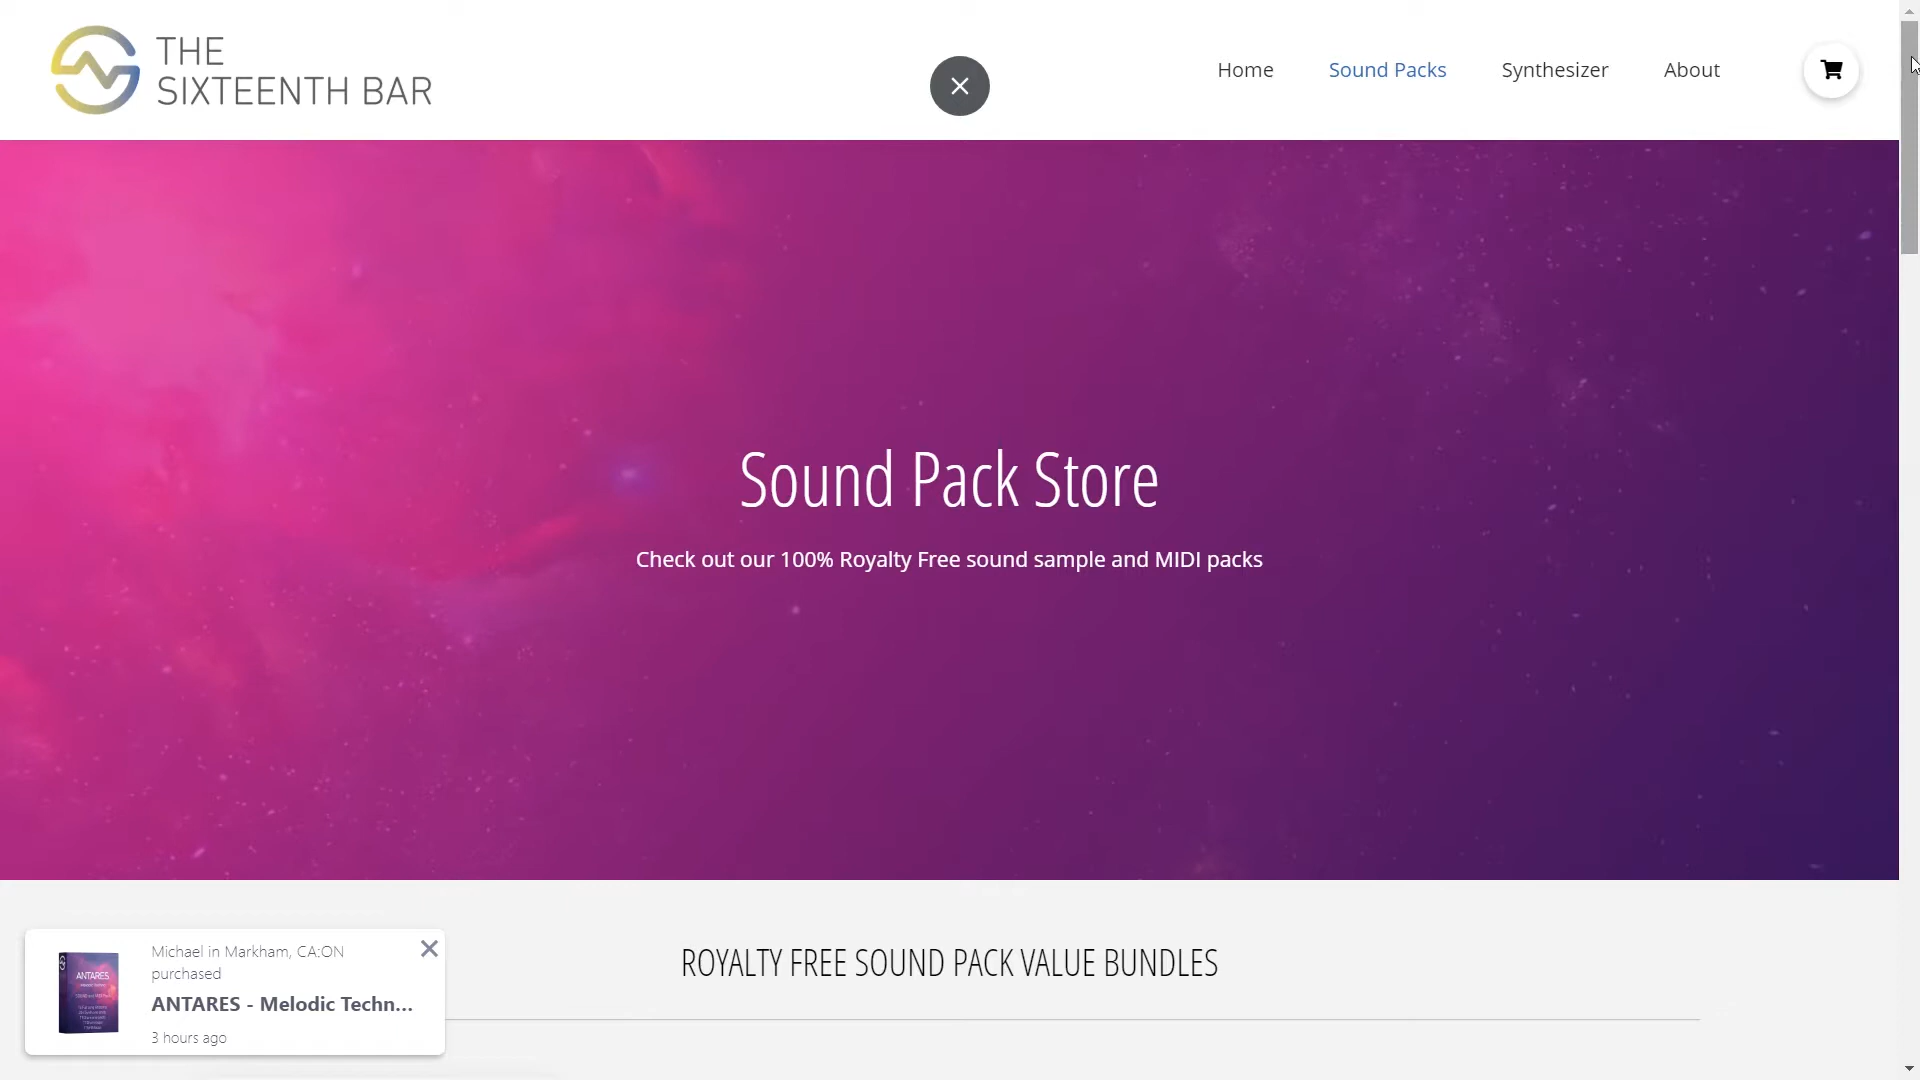 THE
SIXTEENTH BAR
Home
Sound Packs
Synthesizer
About
Sound Pack Store
Check out our 100% Royalty Free sound sample and MIDI packs
ROYALTY FREE SOUND PACK VALUE BUNDLES
ANTARES
Michael in Markham, CA:ON
purchased
ANTARES - Melodic Techn...
3 hours ago